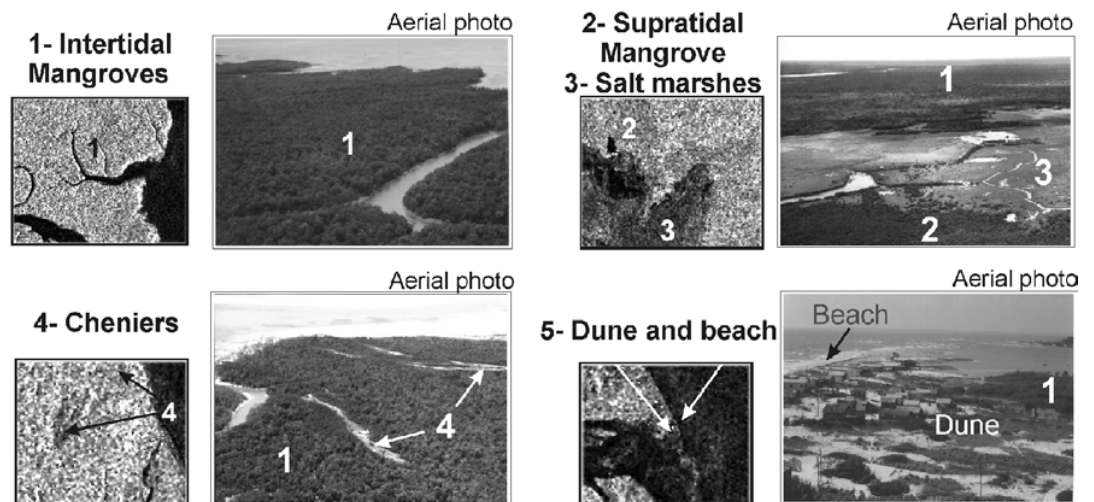 Aerial photo
1- Intertidal
Mangroves
1
1
Aerial photo
2- Supratidal
Mangrove
3- Salt marshes
2
3
1
3
2
Aerial photo
4- Cheniers
4
4
1
Aerial photo
5- Dune and beach
Beach
1
Dune